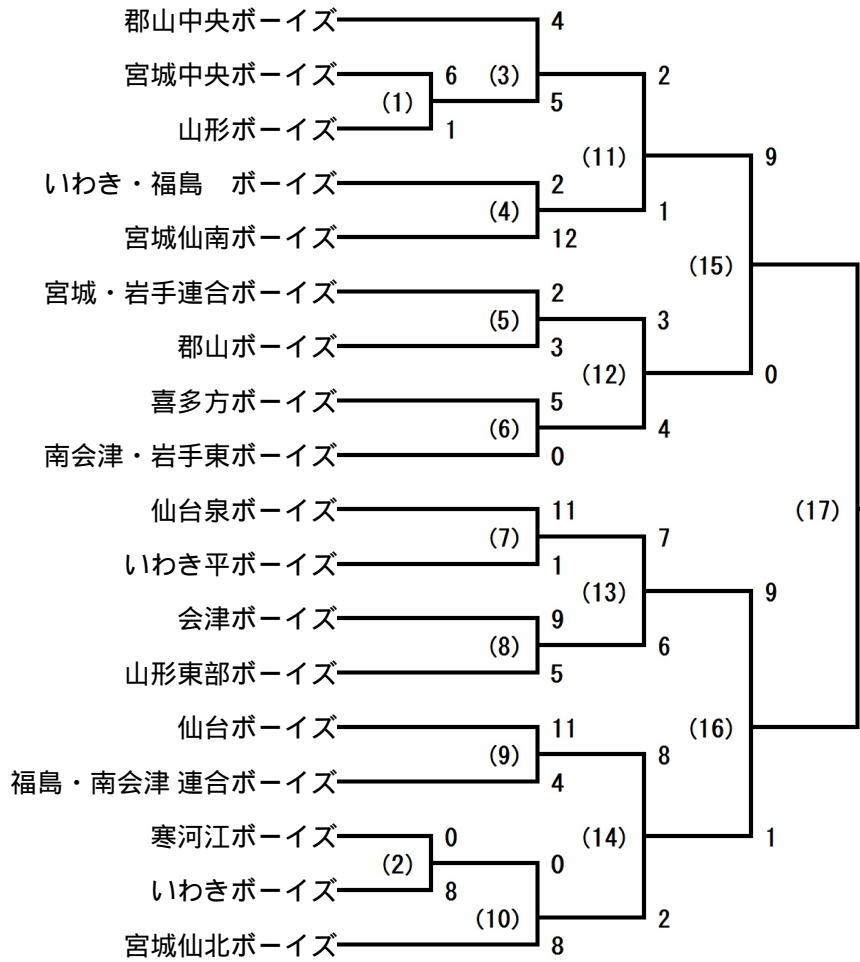 郡山中央ボーイズ 4
宮城中央ボーイズ 6 (3) 2
(1) 5
山形ボーイズ 1
(11) 9
いわき・福島　ボーイズ 2
(4) 1
宮城仙南ボーイズ 12
(15)
宮城・岩手連合ボーイズ 2
(5) 3
郡山ボーイズ 3
(12) 0
喜多方ボーイズ 5
(6) 4
南会津・岩手東ボーイズ 0
仙台泉ボーイズ 11 (17)
(7) 7
いわき平ボーイズ 1
(13) 9
会津ボーイズ 9
(8) 6
山形東部ボーイズ 5
仙台ボーイズ 11 (16)
(9) 8
福島・南会津 連合ボーイズ 4
寒河江ボーイズ 0 (14) 1
(2) 0
いわきボーイズ 8
(10) 2
宮城仙北ボーイズ 8